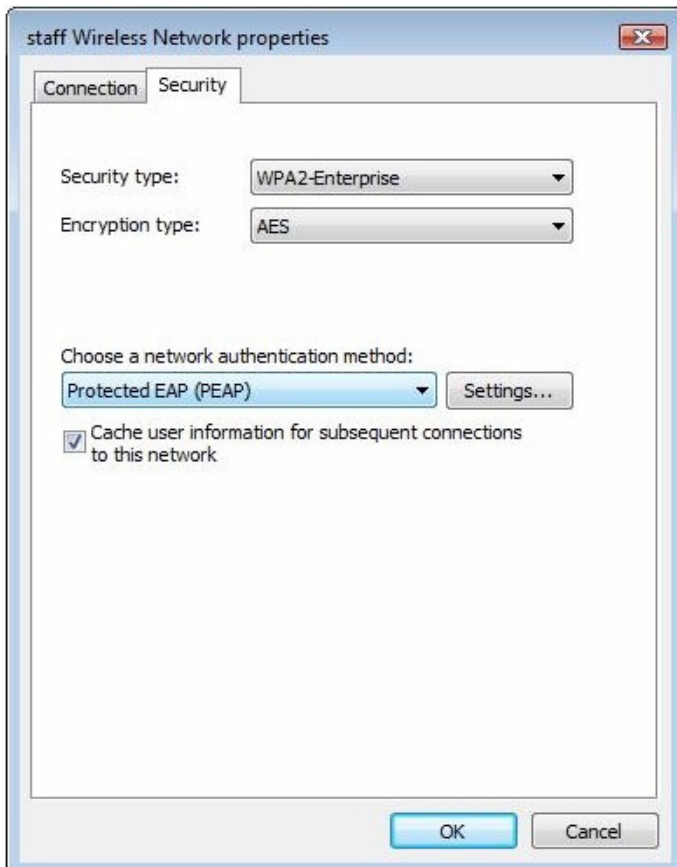 staff Wireless Network properties
Connection
Security
Security type:
WPA2-Enterprise
Encryption type:
AES
Choose a network authentication method:
Protected EAP (PEAP)
Settings...
Cache user information for subsequent connections
to this network
OK
Cancel